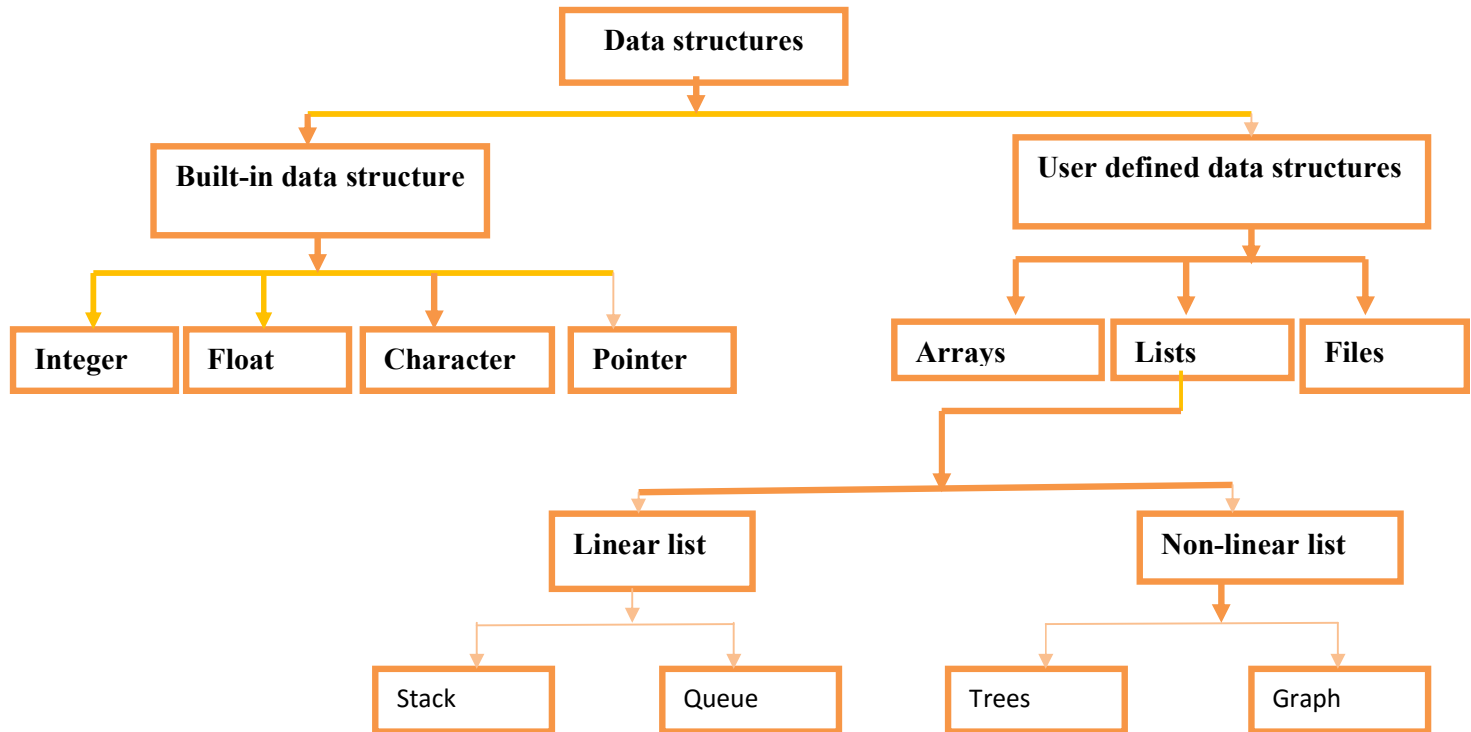 Data structures
Built-in data structure
User defined data structures
Integer
Float
Character
Pointer
Arrays
Lists
Files
Linear list
Non-linear list
Stack
Queue
Trees
Graph